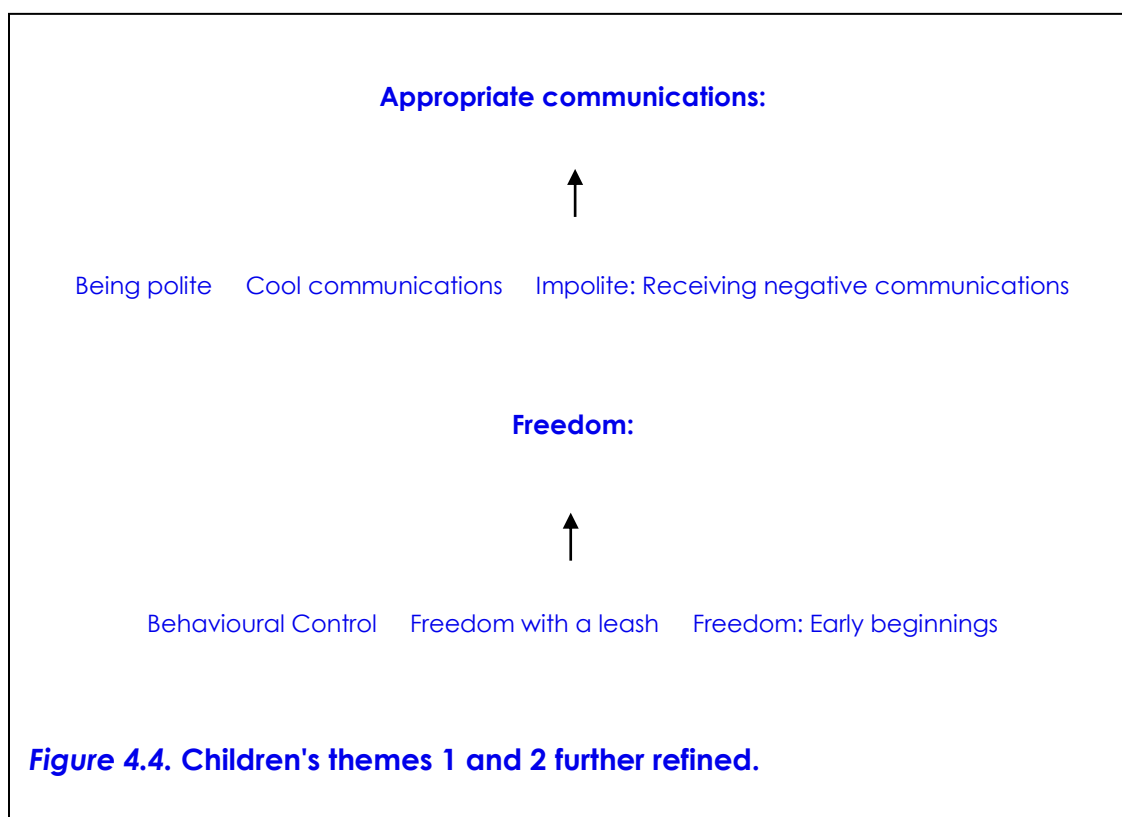 Appropriate communications:
Being polite Cool communications Impolite: Receiving negative communications
Freedom:
Behavioural Control Freedom with a leash Freedom: Early beginnings
Figure 4.4. Children's themes 1 and 2 further refined.